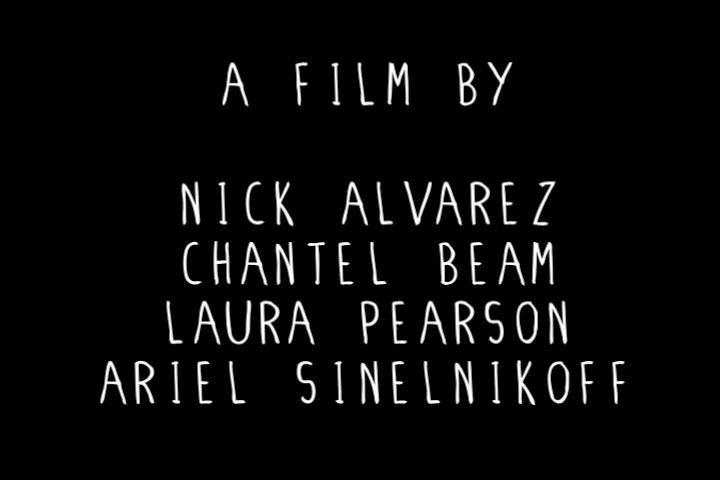 A FILM BY
NICK ALVAREZ
CHANTEL BEAM
LAURA PEARSON
ARIEL SINELNIKOFF